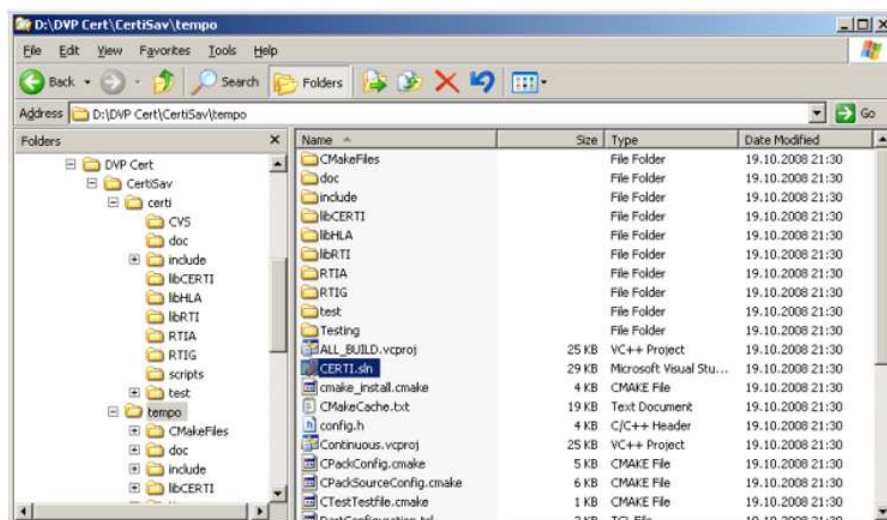 D:\DVP Cert\CertiSav\tempo
File Edit View Favorites Tools Help
Back Search Folders
Address D:\DVP Cert\CertiSav\tempo Go
Folders
DVP Cert
CertiSav
certi
CVS
doc
include
libCERTI
libHLA
libRTI
RTIA
RTIG
scripts
test
tempo
CMakeFiles
doc
include
libCERTI
Name Size Type Date Modified
CMakeFiles File Folder 19.10.2008 21:30
doc File Folder 19.10.2008 21:30
include File Folder 19.10.2008 21:30
libCERTI File Folder 19.10.2008 21:30
libHLA File Folder 19.10.2008 21:30
libRTI File Folder 19.10.2008 21:30
RTIA File Folder 19.10.2008 21:30
RTIG File Folder 19.10.2008 21:30
test File Folder 19.10.2008 21:30
Testing File Folder 19.10.2008 21:30
ALL_BUILD.vcproj 25 KB VC++ Project 19.10.2008 21:30
CERTI.sln 29 KB Microsoft Visual Stu... 19.10.2008 21:30
cmake_install.cmake 4 KB CMAKE File 19.10.2008 21:30
CMakeCache.txt 19 KB Text Document 19.10.2008 21:30
config.h 4 KB C/C++ Header 19.10.2008 21:30
Continuous.vcproj 25 KB VC++ Project 19.10.2008 21:30
CPackConfig.cmake 5 KB CMAKE File 19.10.2008 21:30
CPackSourceConfig.cmake 6 KB CMAKE File 19.10.2008 21:30
CTestTestfile.cmake 1 KB CMAKE File 19.10.2008 21:30